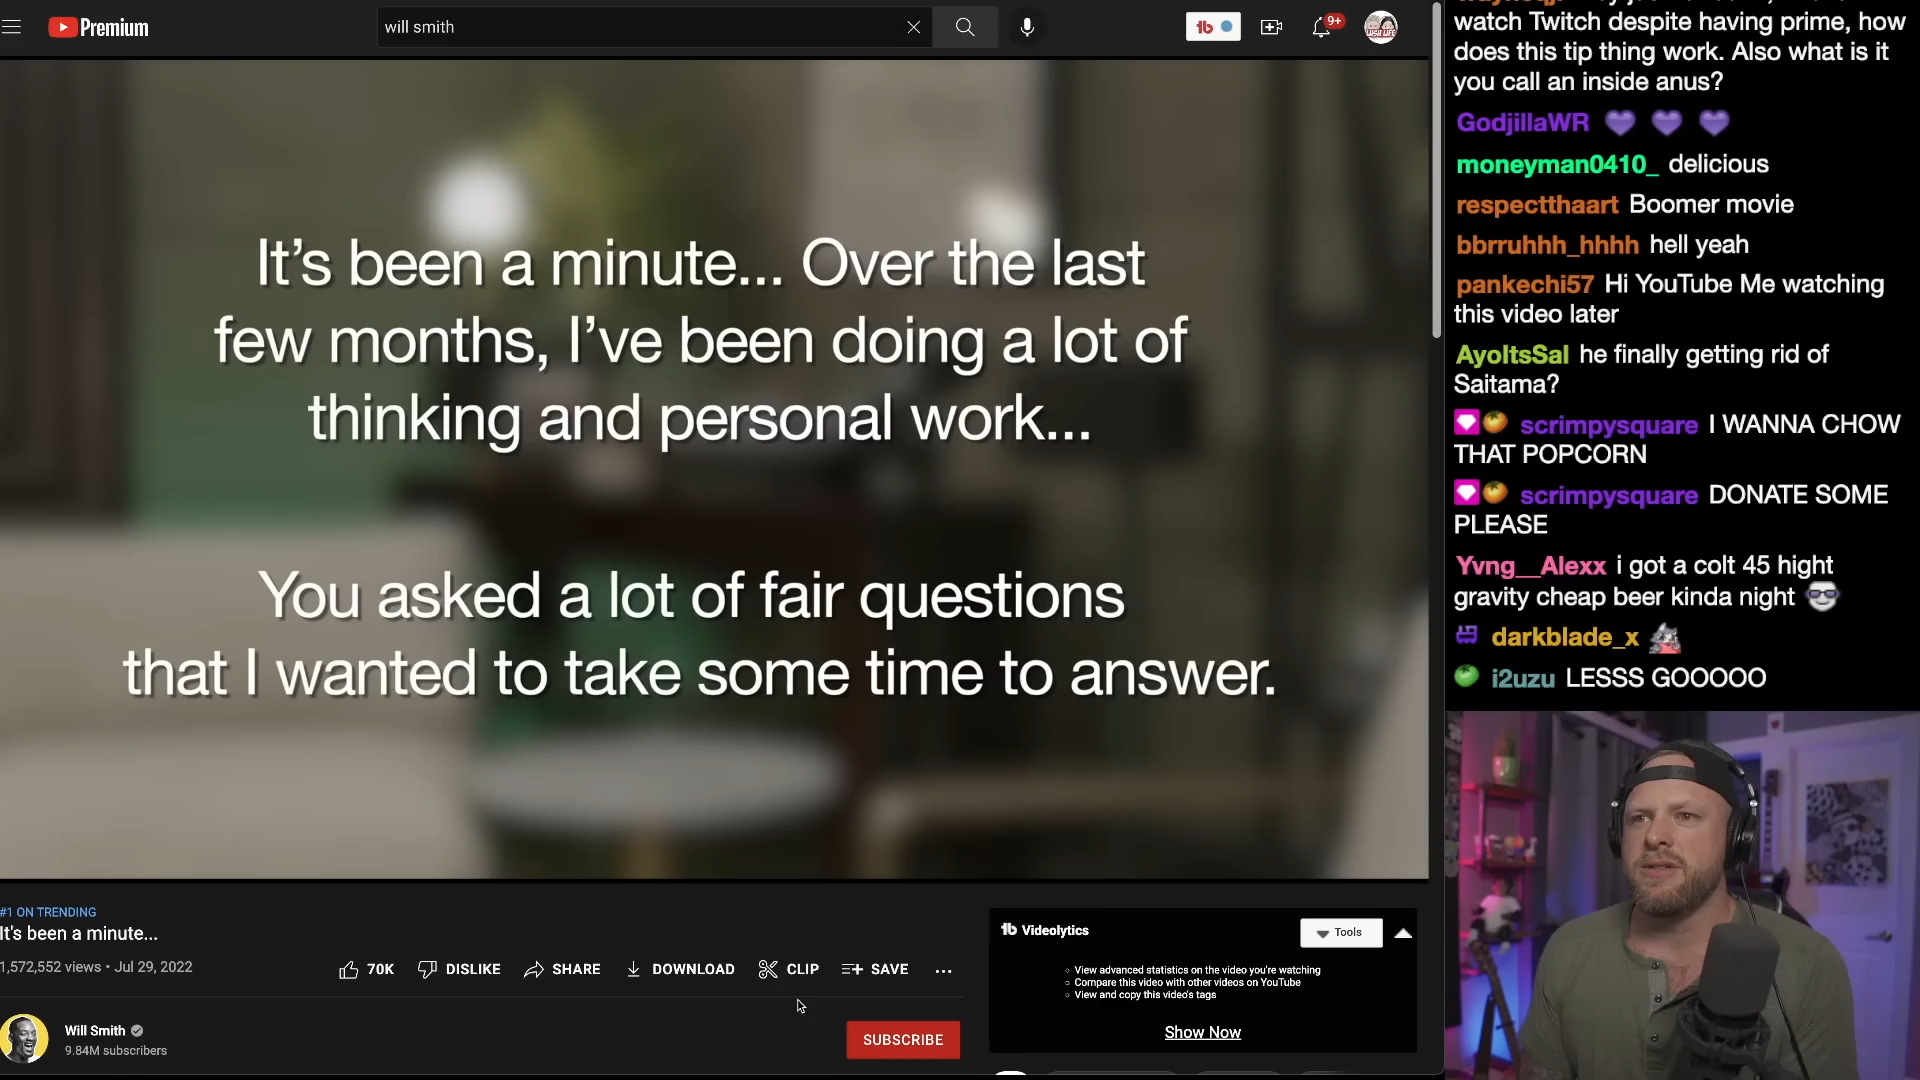 Premium
will smith
9+
It's been a minute... Over the last
few months, I've been doing a lot of
thinking and personal work...
You asked a lot of fair questions
that I wanted to take some time to answer.
#1 ON TRENDING
It's been a minute...
1,572,552 views • Jul 29, 2022
70K
DISLIKE
SHARE
DOWNLOAD
CLIP
SAVE
Will Smith
9.84M subscribers
SUBSCRIBE
tb Videolytics
Tools
View advanced statistics on the video you're watching
Compare this video with other videos on YouTube
View and copy this video's tags
Show Now
watch Twitch despite having prime, how
does this tip thing work. Also what is it
you call an inside anus?
GodjillaWR
moneyman0410_ delicious
respectthaart Boomer movie
bbrruhhh_hhhh hell yeah
pankechi57 Hi YouTube Me watching
this video later
AyoItsSal he finally getting rid of
Saitama?
scrimpysquare I WANNA CHOW
THAT POPCORN
scrimpysquare DONATE SOME
PLEASE
Yvng__Alexx i got a colt 45 hight
gravity cheap beer kinda night
darkblade_x
i2uzu LESSS GOOOOO